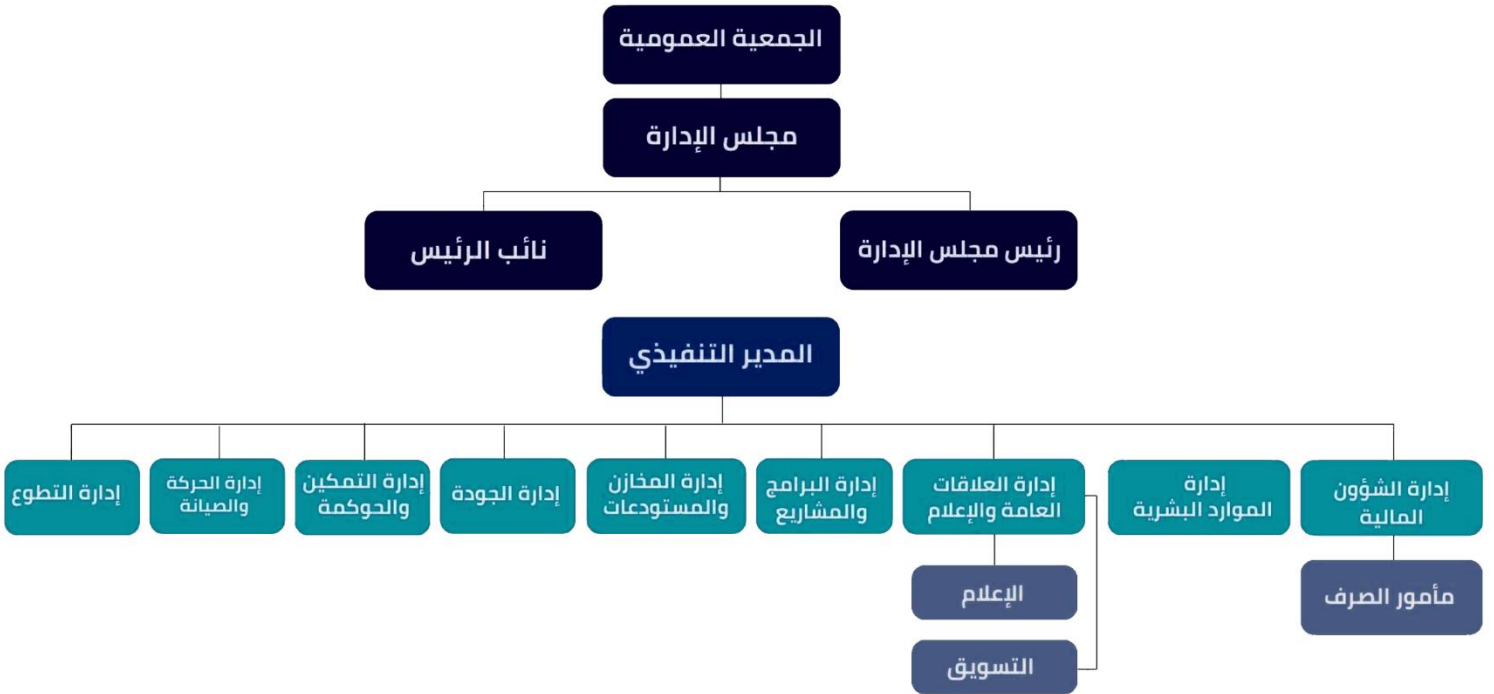 الجمعية العمومية
مجلس الإدارة
رئيس مجلس الإدارة
نائب الرئيس
المدير التنفيذي
إدارة الشؤون
المالية
إدارة
الموارد البشرية
إدارة العلاقات
العامة والإعلام
إدارة البرامج
والمشاريع
إدارة المخازن
والمستودعات
إدارة الجودة
إدارة التمكين
والحوكمة
إدارة الحركة
والصيانة
إدارة التطوع
مأمور الصرف
الإعلام
التسويق